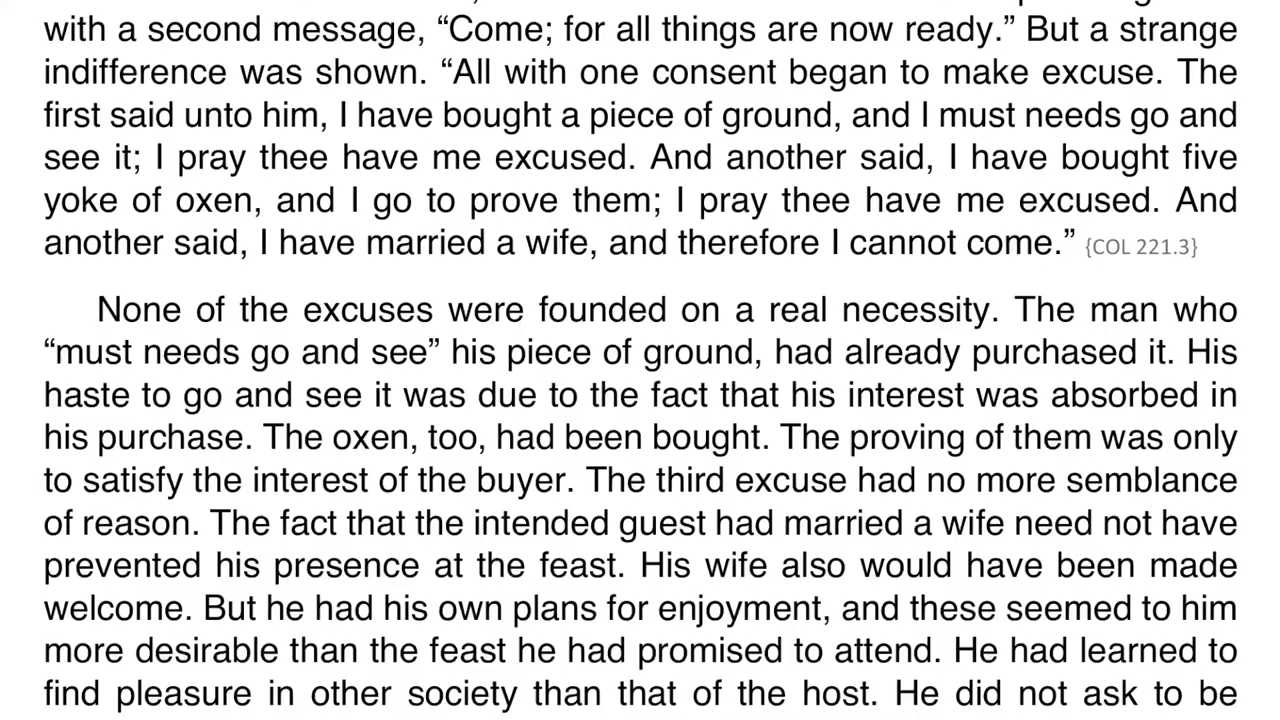 with a second message, “Come; for all things are now ready.” But a strange
indifference was shown. “All with one consent began to make excuse. The
first said unto him, I have bought a piece of ground, and I must needs go and
see it; I pray thee have me excused. And another said, I have bought five
yoke of oxen, and I go to prove them; I pray thee have me excused. And
another said, I have married a wife, and therefore I cannot come.” {COL 221.3}
None of the excuses were founded on a real necessity. The man who
“must needs go and see” his piece of ground, had already purchased it. His
haste to go and see it was due to the fact that his interest was absorbed in
his purchase. The oxen, too, had been bought. The proving of them was only
to satisfy the interest of the buyer. The third excuse had no more semblance
of reason. The fact that the intended guest had married a wife need not have
prevented his presence at the feast. His wife also would have been made
welcome. But he had his own plans for enjoyment, and these seemed to him
more desirable than the feast he had promised to attend. He had learned to
find pleasure in other society than that of the host. He did not ask to be